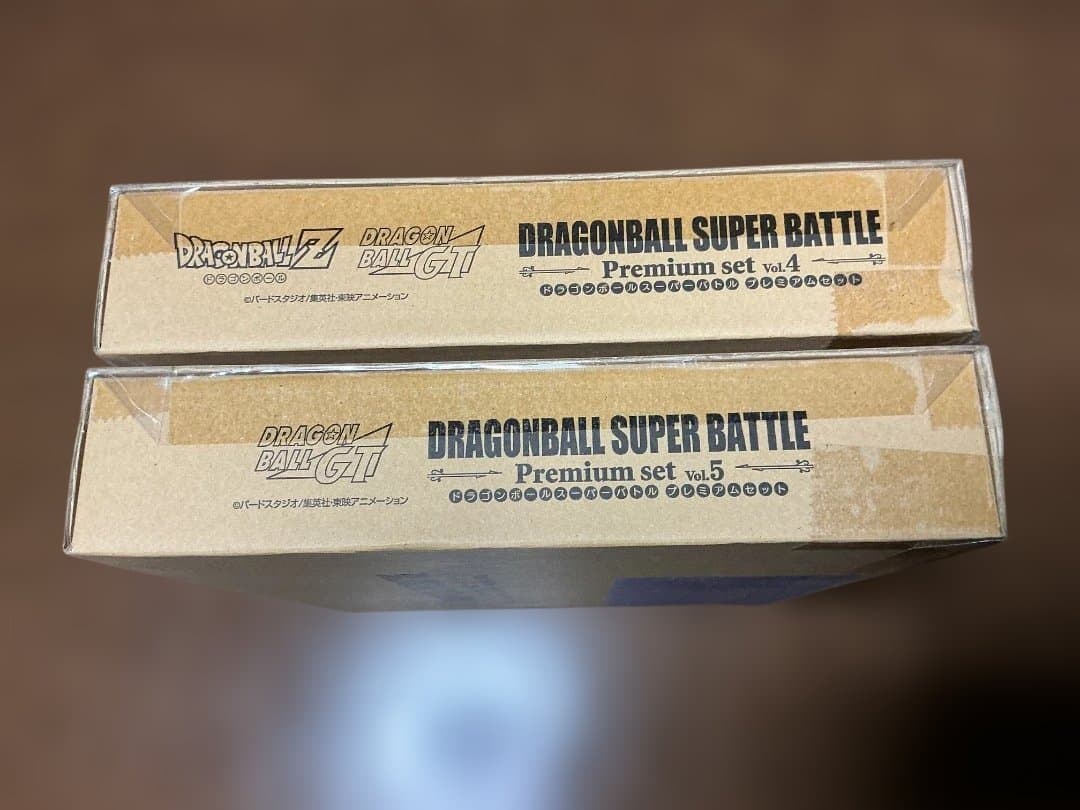 DRAGONBALL Z
ドラゴンボール
DRAGON
BALL GT
DRAGONBALL SUPER BATTLE
Premium set Vol.4
ドラゴンボールスーパーバトル プレミアムセット
©バードスタジオ/集英社・東映アニメーション
DRAGON
BALL GT
DRAGONBALL SUPER BATTLE
Premium set Vol.5
ドラゴンボールスーパーバトル プレミアムセット
©バードスタジオ/集英社・東映アニメーション